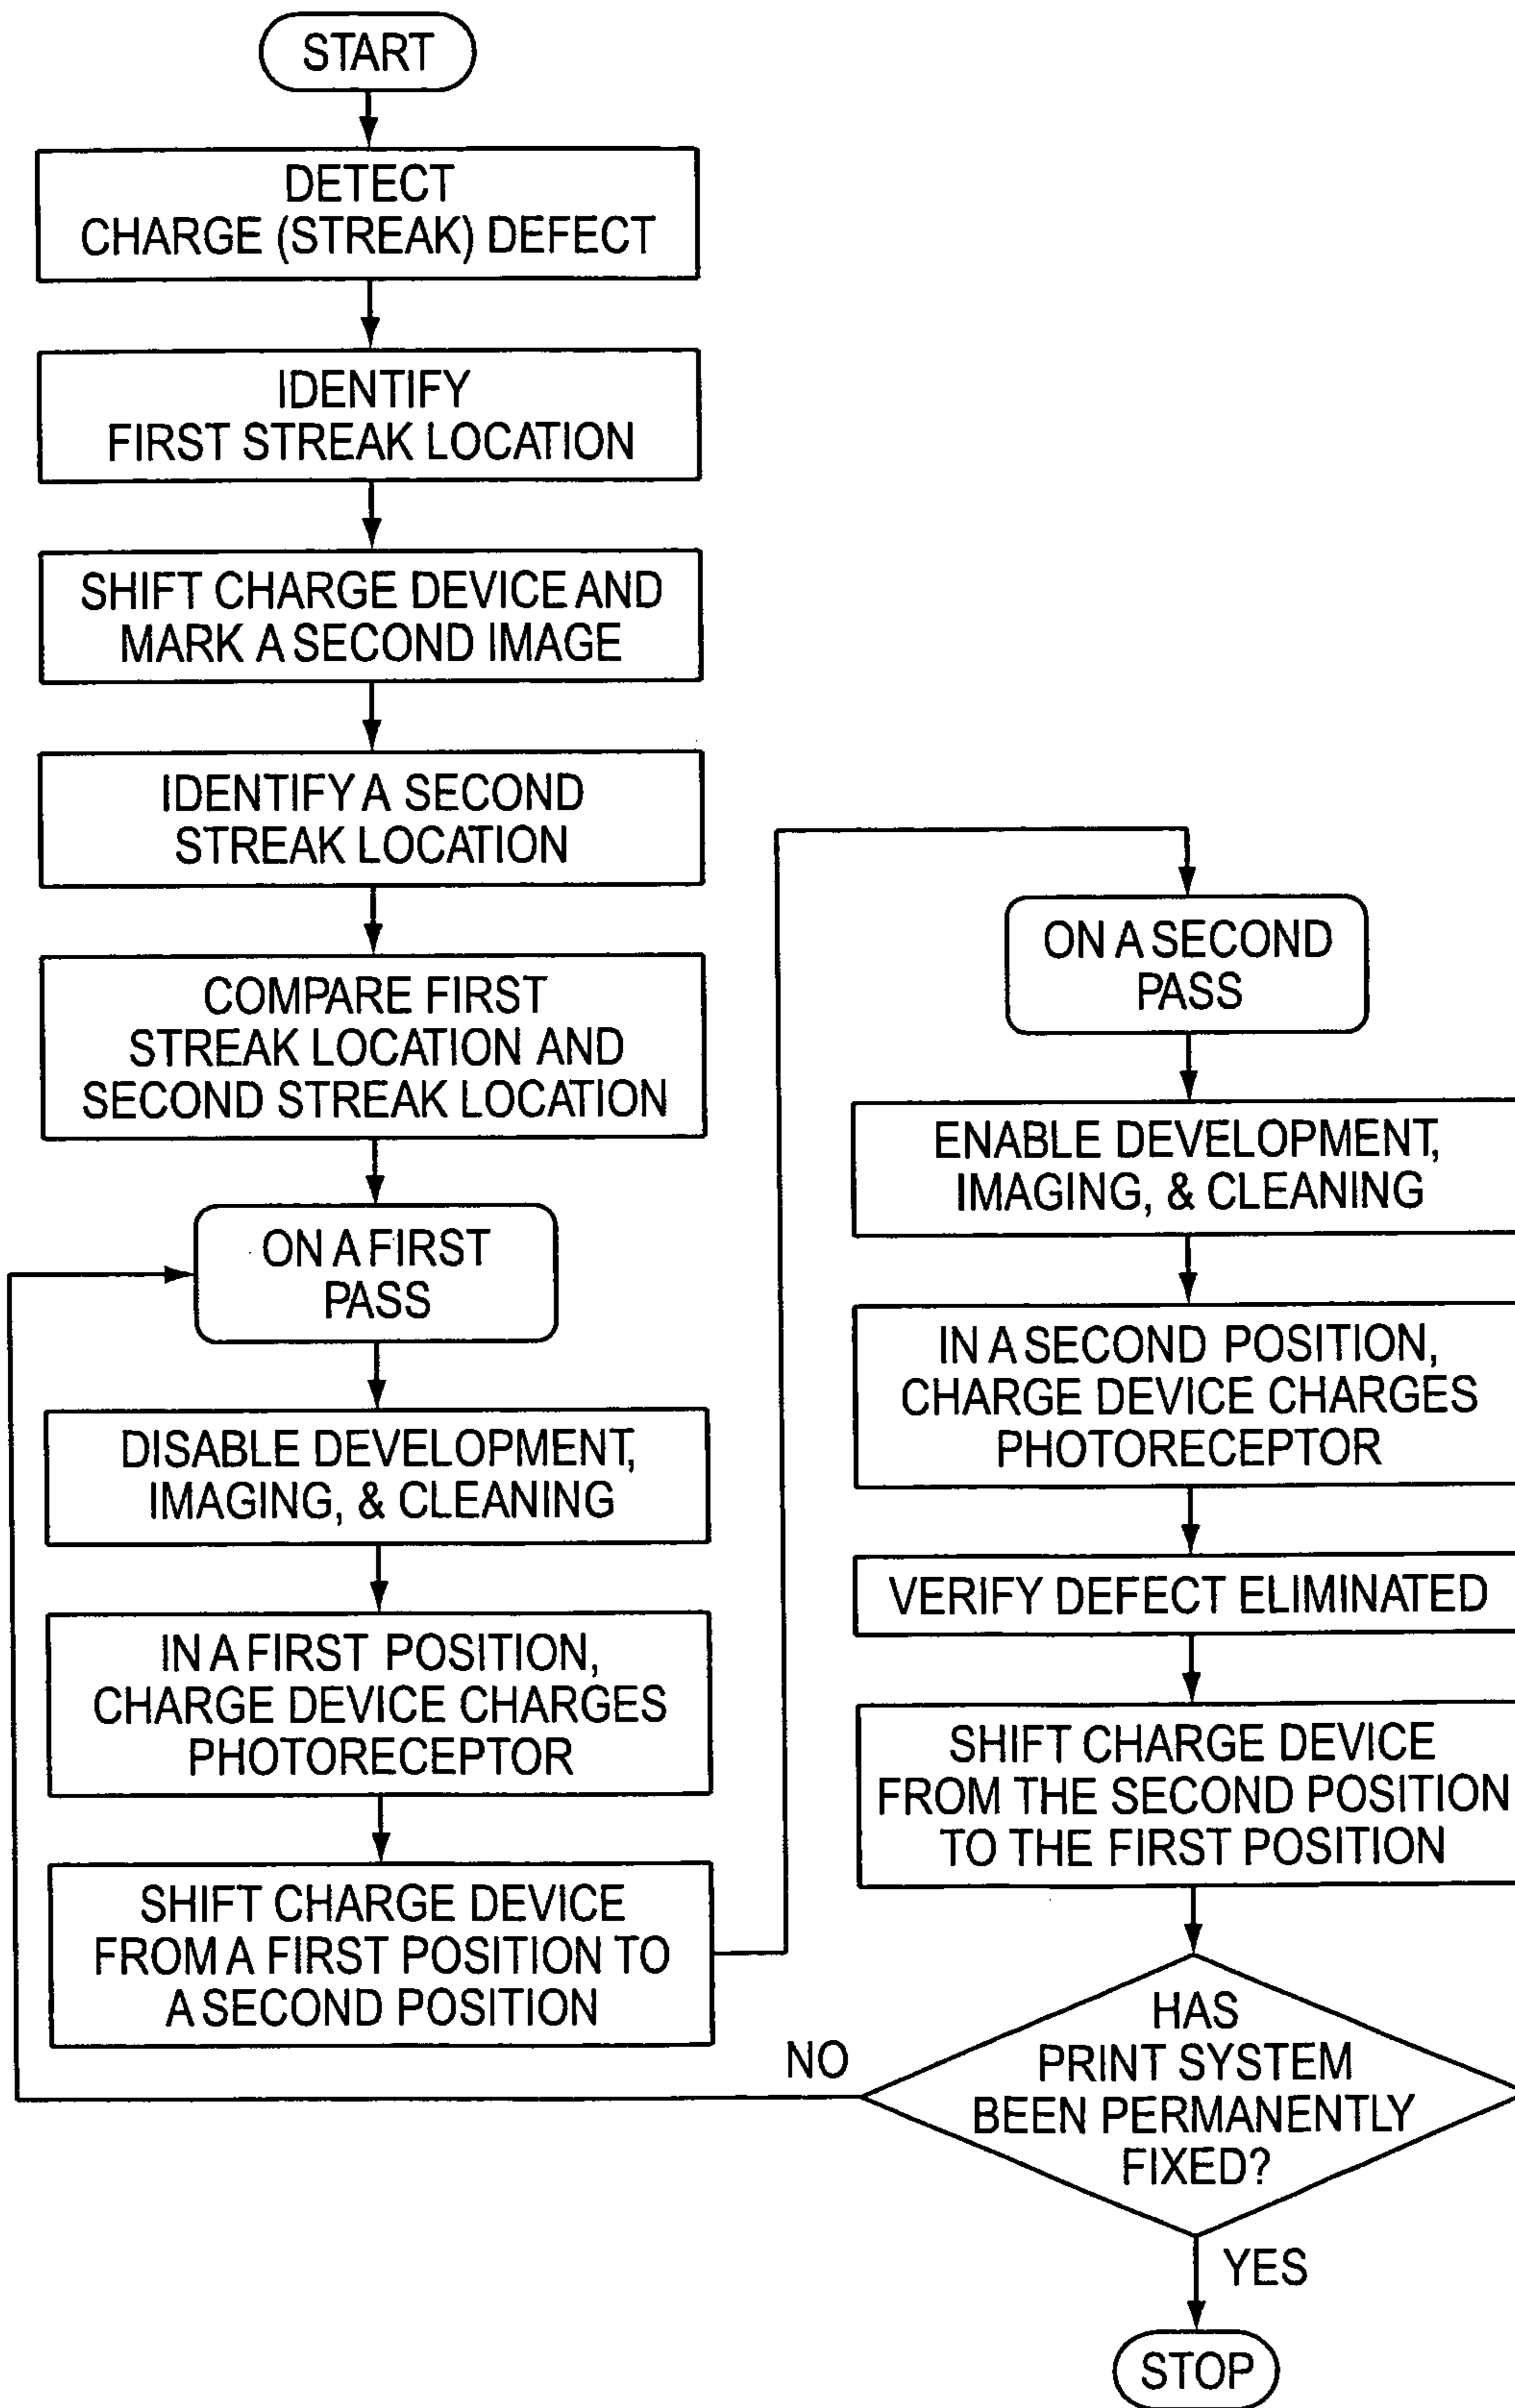 START
DETECT
CHARGE (STREAK) DEFECT
IDENTIFY
FIRST STREAK LOCATION
SHIFT CHARGE DEVICE AND
MARK A SECOND IMAGE
IDENTIFY A SECOND
STREAK LOCATION
COMPARE FIRST
STREAK LOCATION AND
SECOND STREAK LOCATION
ON A FIRST
PASS
DISABLE DEVELOPMENT,
IMAGING, & CLEANING
IN A FIRST POSITION,
CHARGE DEVICE CHARGES
PHOTORECEPTOR
SHIFT CHARGE DEVICE
FROM A FIRST POSITION TO
A SECOND POSITION
ON A SECOND
PASS
ENABLE DEVELOPMENT,
IMAGING, & CLEANING
IN A SECOND POSITION,
CHARGE DEVICE CHARGES
PHOTORECEPTOR
VERIFY DEFECT ELIMINATED
SHIFT CHARGE DEVICE
FROM THE SECOND POSITION
TO THE FIRST POSITION
HAS
PRINT SYSTEM
BEEN PERMANENTLY
FIXED?
NO
YES
STOP